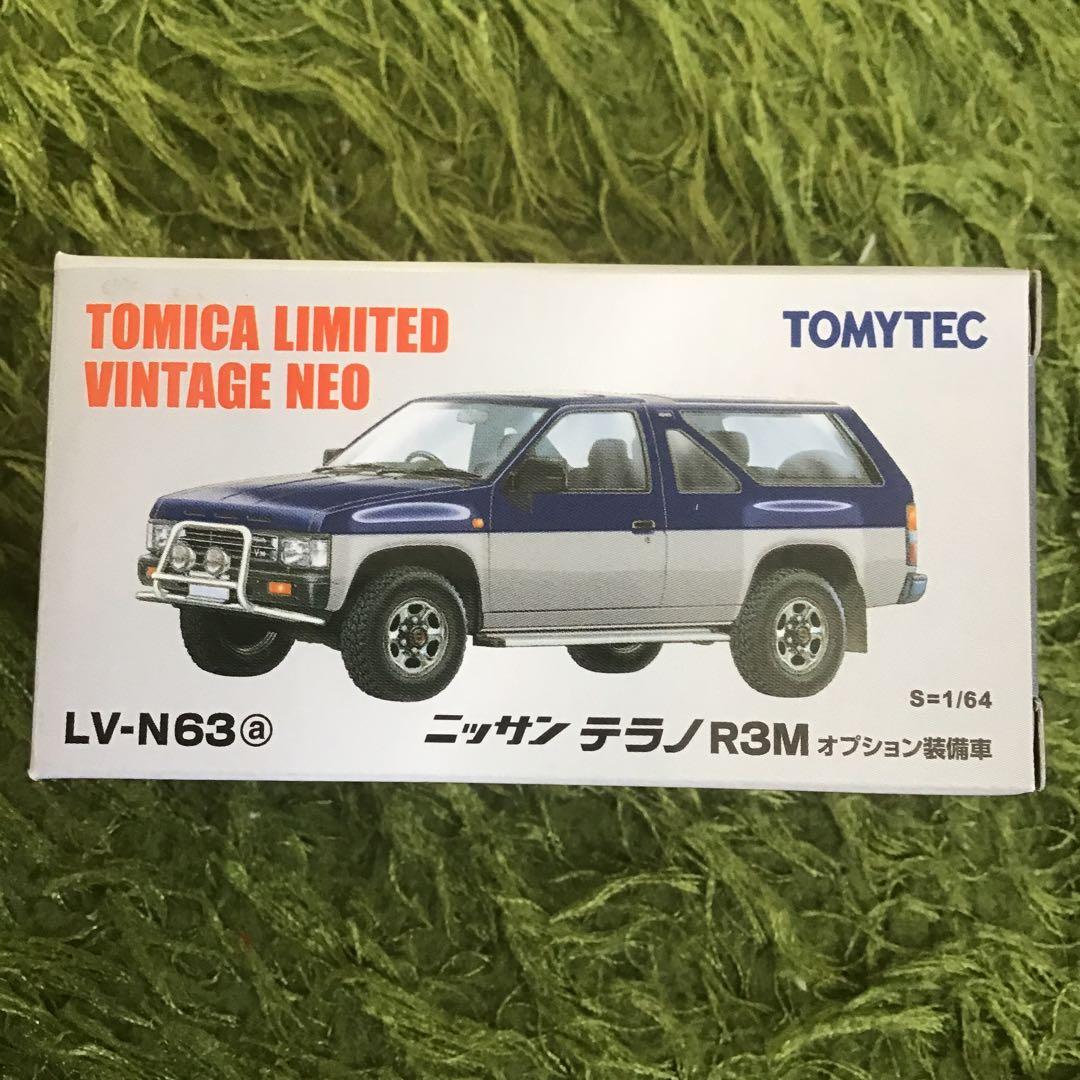 TOMICA LIMITED
VINTAGE NEO
TOMYTEC
S=1/64
LV-N63ⓐ
ニッサン テラノ R3M オプション装備車